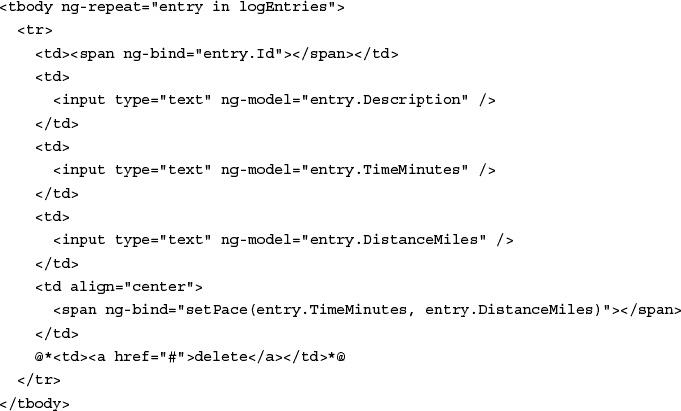 <tbody ng-repeat="entry in logEntries">
  <tr>
    <td><span ng-bind="entry.Id"></span></td>
    <td>
      <input type="text" ng-model="entry.Description" />
    </td>
    <td>
      <input type="text" ng-model="entry.TimeMinutes" />
    </td>
    <td>
      <input type="text" ng-model="entry.DistanceMiles" />
    </td>
    <td align="center">
      <span ng-bind="setPace(entry.TimeMinutes, entry.DistanceMiles)"></span>
    </td>
    @*<td><a href="#">delete</a></td>*@
  </tr>
</tbody>